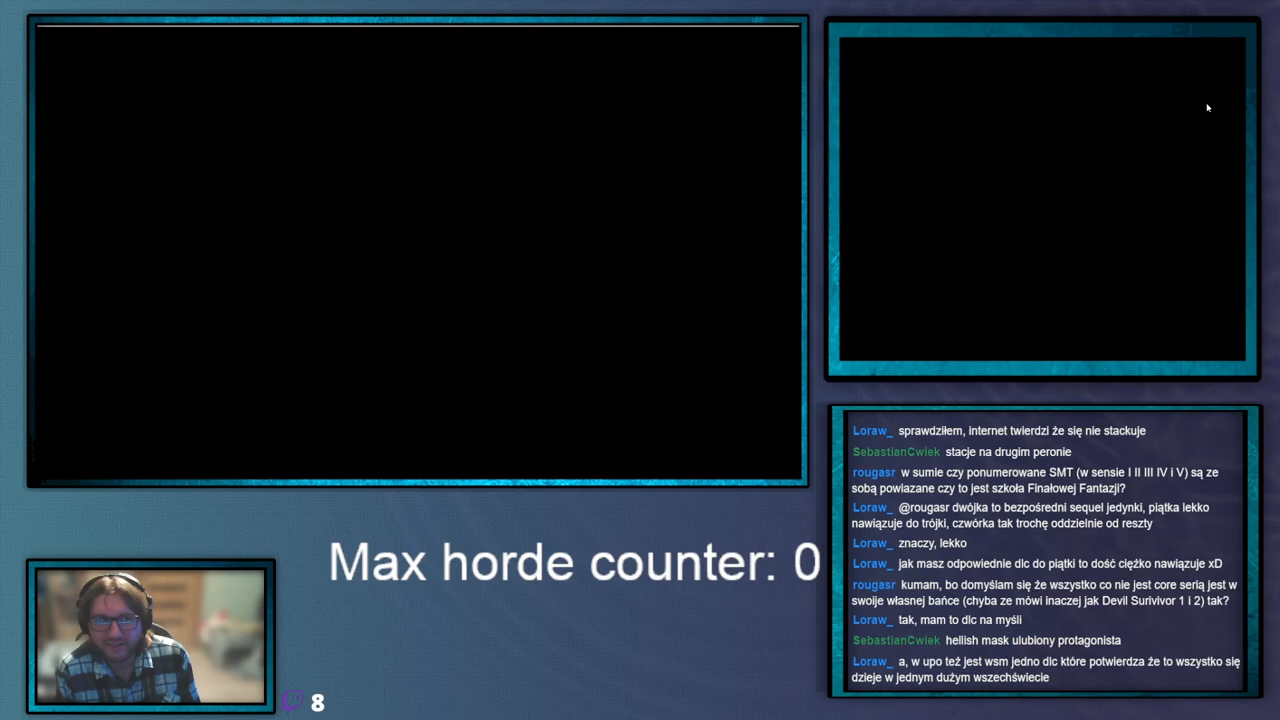 Loraw_ sprawdziłem, internet twierdzi że się nie stackuje
SebastianCwiek stacje na drugim peronie
rougasr w sumie czy ponumerowane SMT (w sensie I II III IV i V) są ze
sobą powiazane czy to jest szkoła Finałowej Fantazji?
Loraw_ @rougasr dwójka to bezpośredni sequel jedynki, piątka lekko
nawiązuje do trójki, czwórka tak trochę oddzielnie od reszty
Loraw_ znaczy, lekko
Loraw_ jak masz odpowiednie dlc do piątki to dość ciężko nawiązuje xD
rougasr kumam, bo domyślam się że wszystko co nie jest core serią jest w
swoije własnej bańce (chyba ze mówi inaczej jak Devil Surivivor 1 i 2) tak?
Loraw_ tak, mam to dlc na myśli
SebastianCwiek hellish mask ulubiony protagonista
Loraw_ a, w upo też jest wsm jedno dlc które potwierdza że to wszystko się
dzieje w jednym dużym wszechświecie
Max horde counter: 0
8